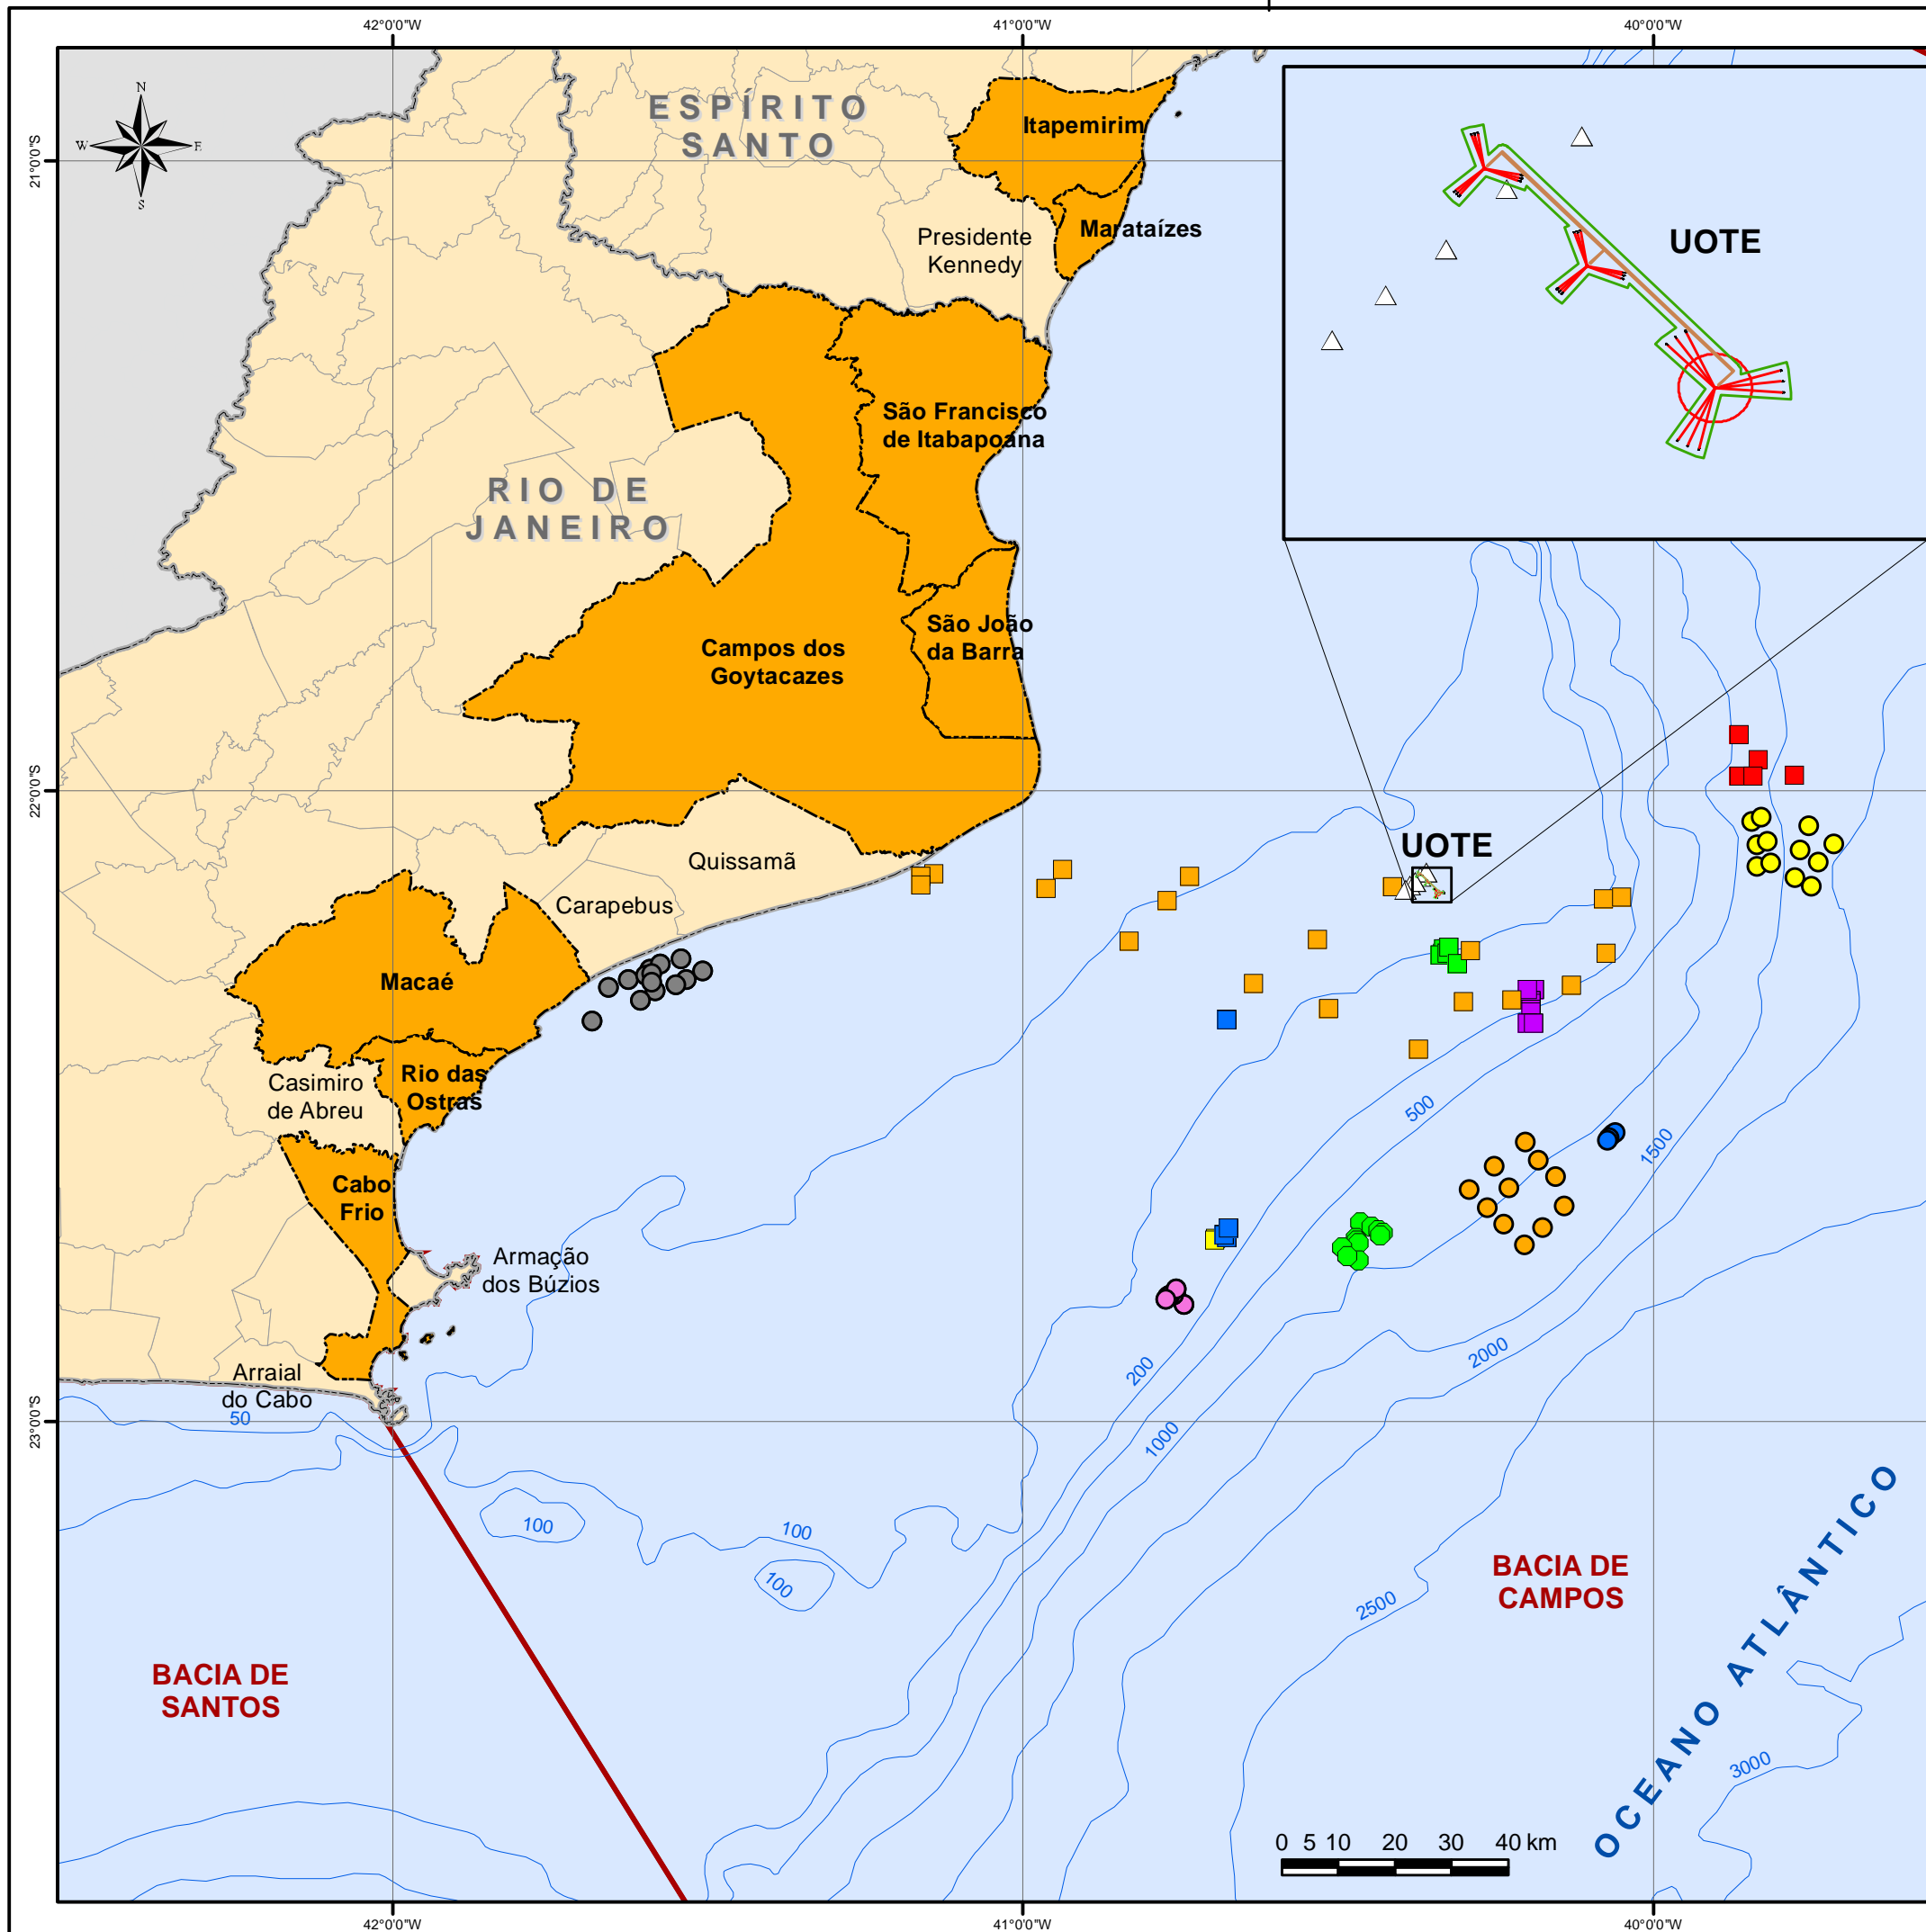 42°0'0"W
41°0'0"W
40°0'0"W
N
W
E
S
21°0'0"S
22°0'0"S
23°0'0"S
ESPÍRITO
SANTO
Itapemirim
Marataízes
Presidente
Kennedy
UOTE
São Francisco
de Itabapoana
RIO DE
JANEIRO
São João
da Barra
Campos dos
Goytacazes
UOTE
Quissamã
Carapebus
Macaé
Casimiro
de Abreu
Rio das
Ostras
Cabo
Frio
Armação
dos Búzios
Arraial
do Cabo
50
500
1500
200
2000
1000
100
100
100
2500
3000
BACIA DE
CAMPOS
BACIA DE
SANTOS
OCEANO ATLÂNTICO
0 5 10 20 30 40 km
42°0'0"W
41°0'0"W
40°0'0"W